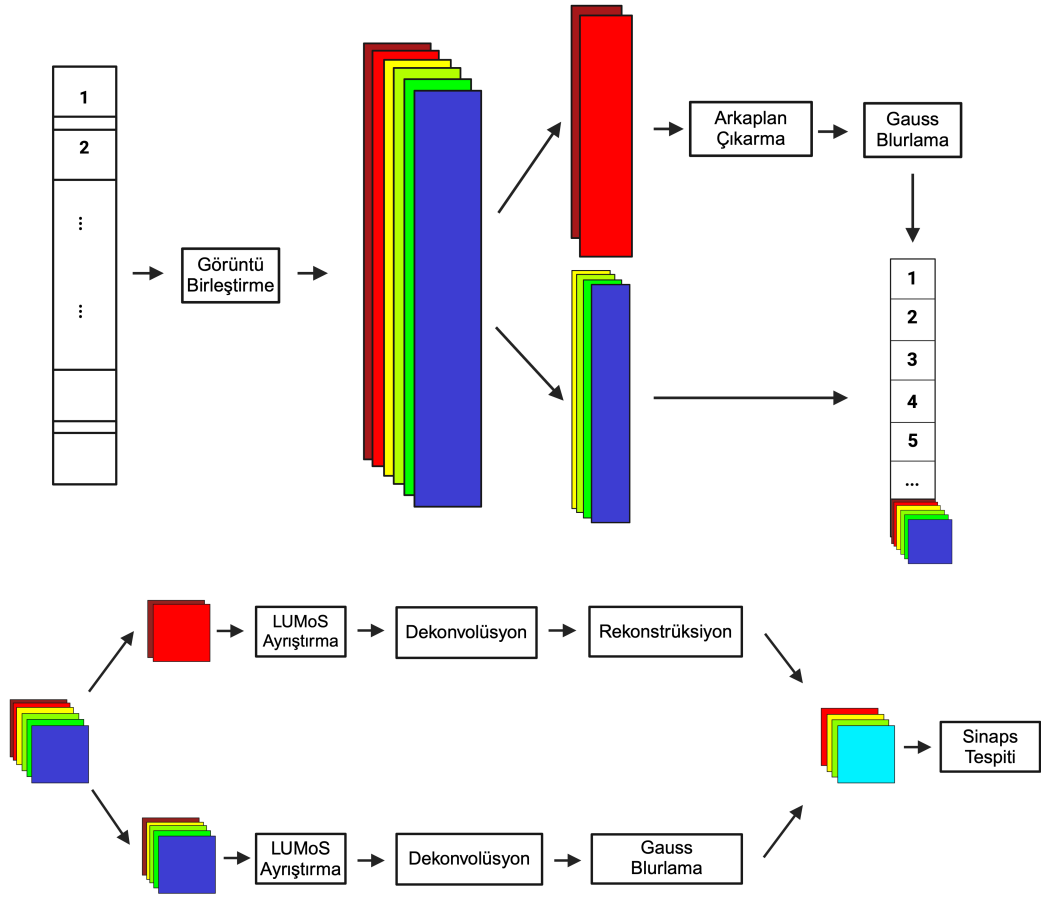 1
2
...
...
Görüntü
Birleştirme
Arkaplan
Çıkarma
Gauss
Blurlama
1
2
3
4
5
...
LUMoS
Ayrıştırma
Dekonvolüsyon
Rekonstrüksiyon
LUMoS
Ayrıştırma
Dekonvolüsyon
Gauss
Blurlama
Sinaps
Tespiti